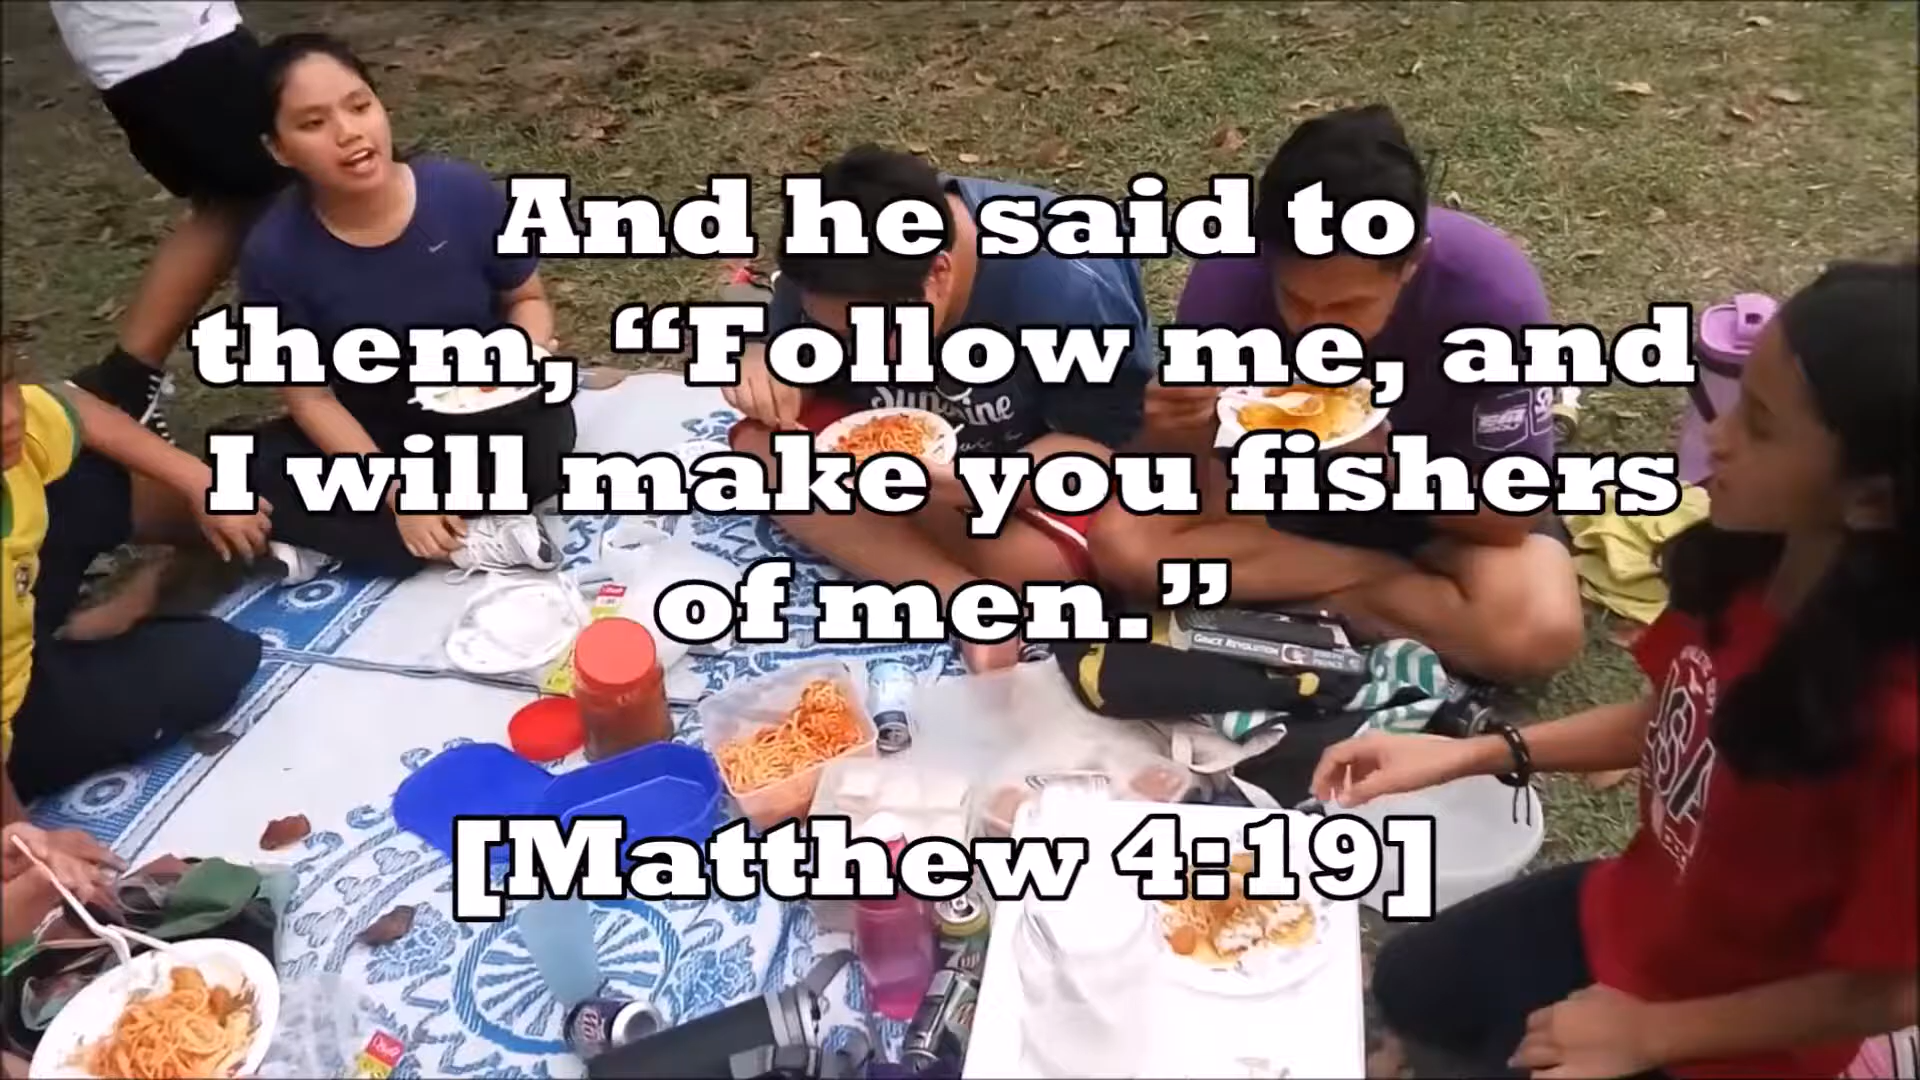 And he said to
them, “Follow me, and
I will make you fishers
of men.”
[Matthew 4:19]